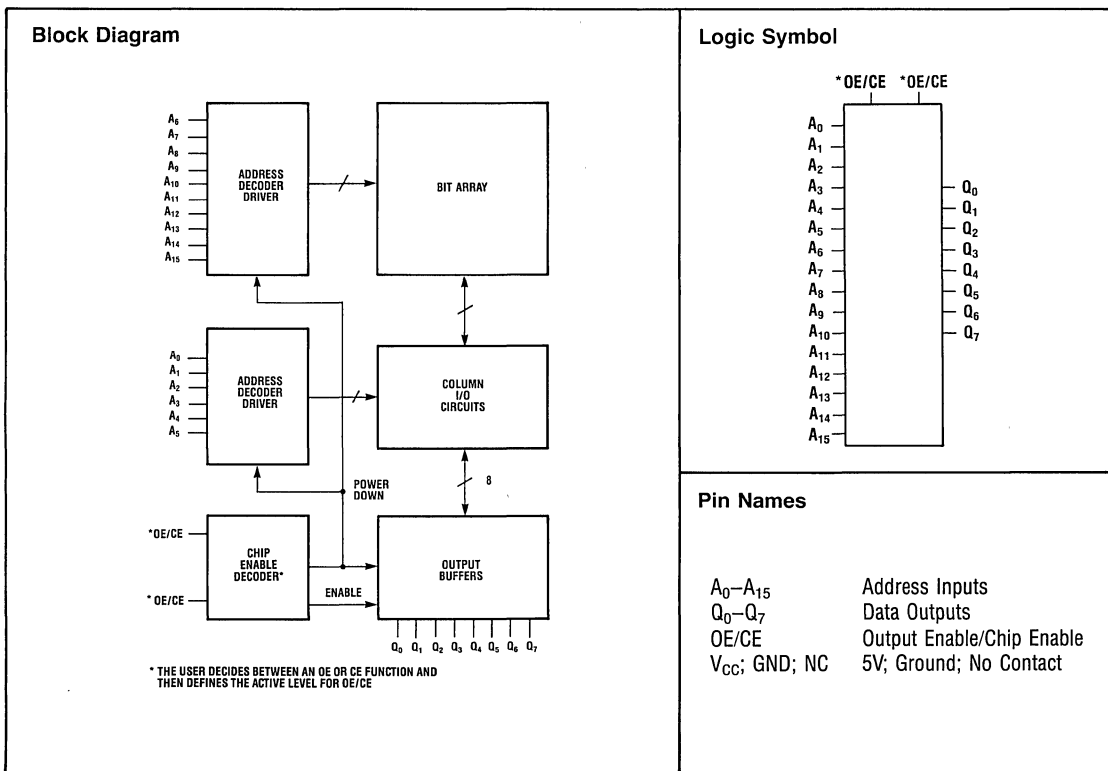 Block Diagram
A6
A7
A8
A9
A10
A11
A12
A13
A14
A15
ADDRESS
DECODER
DRIVER
BIT ARRAY
A0
A1
A2
A3
A4
A5
ADDRESS
DECODER
DRIVER
COLUMN
I/O
CIRCUITS
POWER
DOWN
8
*OE/CE
* OE/CE
CHIP
ENABLE
DECODER*
ENABLE
OUTPUT
BUFFERS
Q0 Q1 Q2 Q3 Q4 Q5 Q6 Q7
* THE USER DECIDES BETWEEN AN OE OR CE FUNCTION AND
THEN DEFINES THE ACTIVE LEVEL FOR OE/CE
Logic Symbol
*OE/CE *OE/CE
A0
A1
A2
A3
A4
A5
A6
A7
A8
A9
A10
A11
A12
A13
A14
A15
Q0
Q1
Q2
Q3
Q4
Q5
Q6
Q7
Pin Names
A0–A15 Address Inputs
Q0–Q7 Data Outputs
OE/CE Output Enable/Chip Enable
VCC; GND; NC 5V; Ground; No Contact